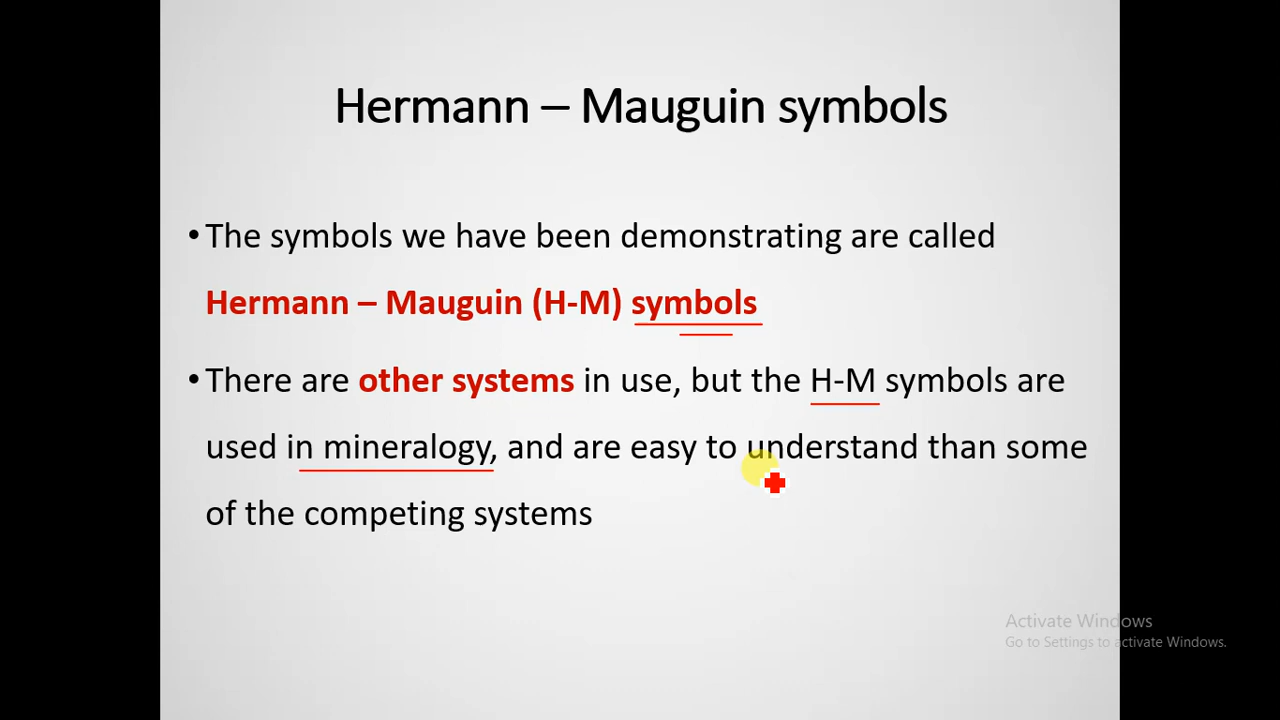 Hermann – Mauguin symbols
•The symbols we have been demonstrating are called
Hermann – Mauguin (H-M) symbols
•There are other systems in use, but the H-M symbols are
used in mineralogy, and are easy to understand than some
of the competing systems
Activate Windows
Go to Settings to activate Windows.